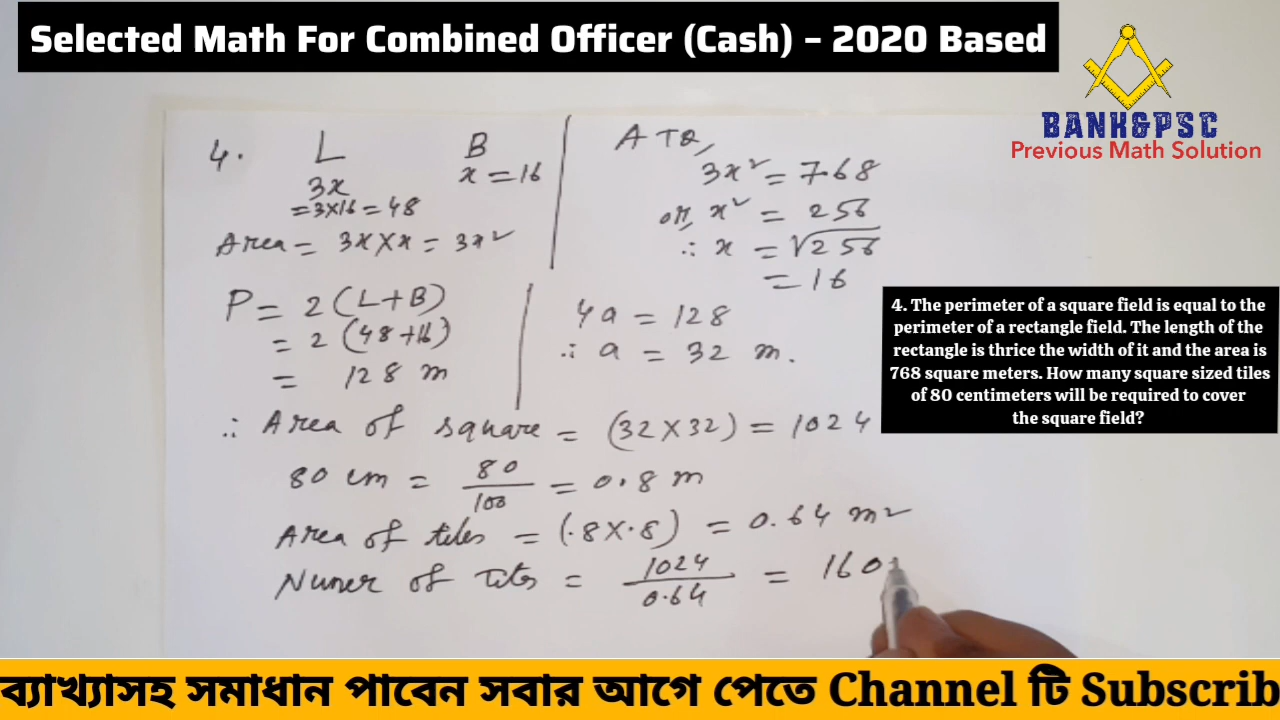 Selected Math For Combined Officer (Cash) – 2020 Based
BANK&PSC
Previous Math Solution
4. L B
3x x = 16
= 3×16 = 48
Area = 3x × x = 3x²
A T Q,
3x² = 768
or, x² = 256
∴ x = √256
= 16
P = 2 (L+B)
= 2 (48+16)
= 128 m
4a = 128
∴ a = 32 m.
∴ Area of square = (32×32) = 1024
80 cm = 80/100 = 0.8 m
Area of tiles = (.8×.8) = 0.64 m²
Numer of Tites = 1024/0.64 = 160
4. The perimeter of a square field is equal to the
perimeter of a rectangle field. The length of the
rectangle is thrice the width of it and the area is
768 square meters. How many square sized tiles
of 80 centimeters will be required to cover
the square field?
ব্যাখ্যাসহ সমাধান পাবেন সবার আগে পেতে Channel টি Subscrib